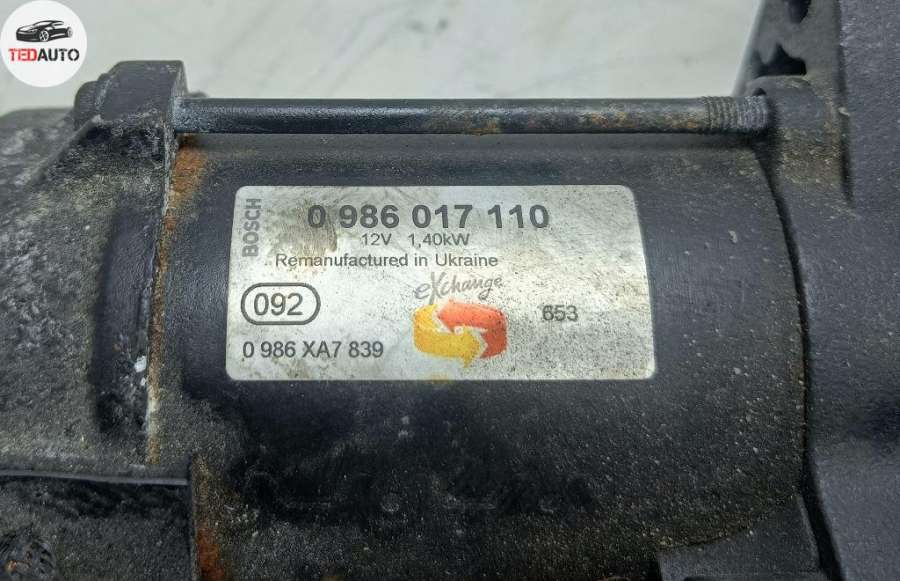 TEDAUTO
BOSCH
0 986 017 110
12V 1,40kW
Remanufactured in Ukraine
eXchange
092
653
0 986 XA7 839